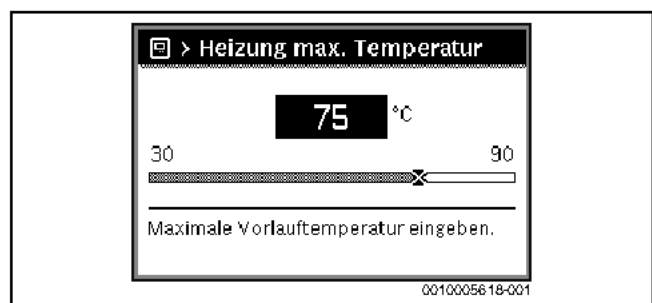 > Heizung max. Temperatur
75 °C
30 90
Maximale Vorlauftemperatur eingeben.
0010005618-001